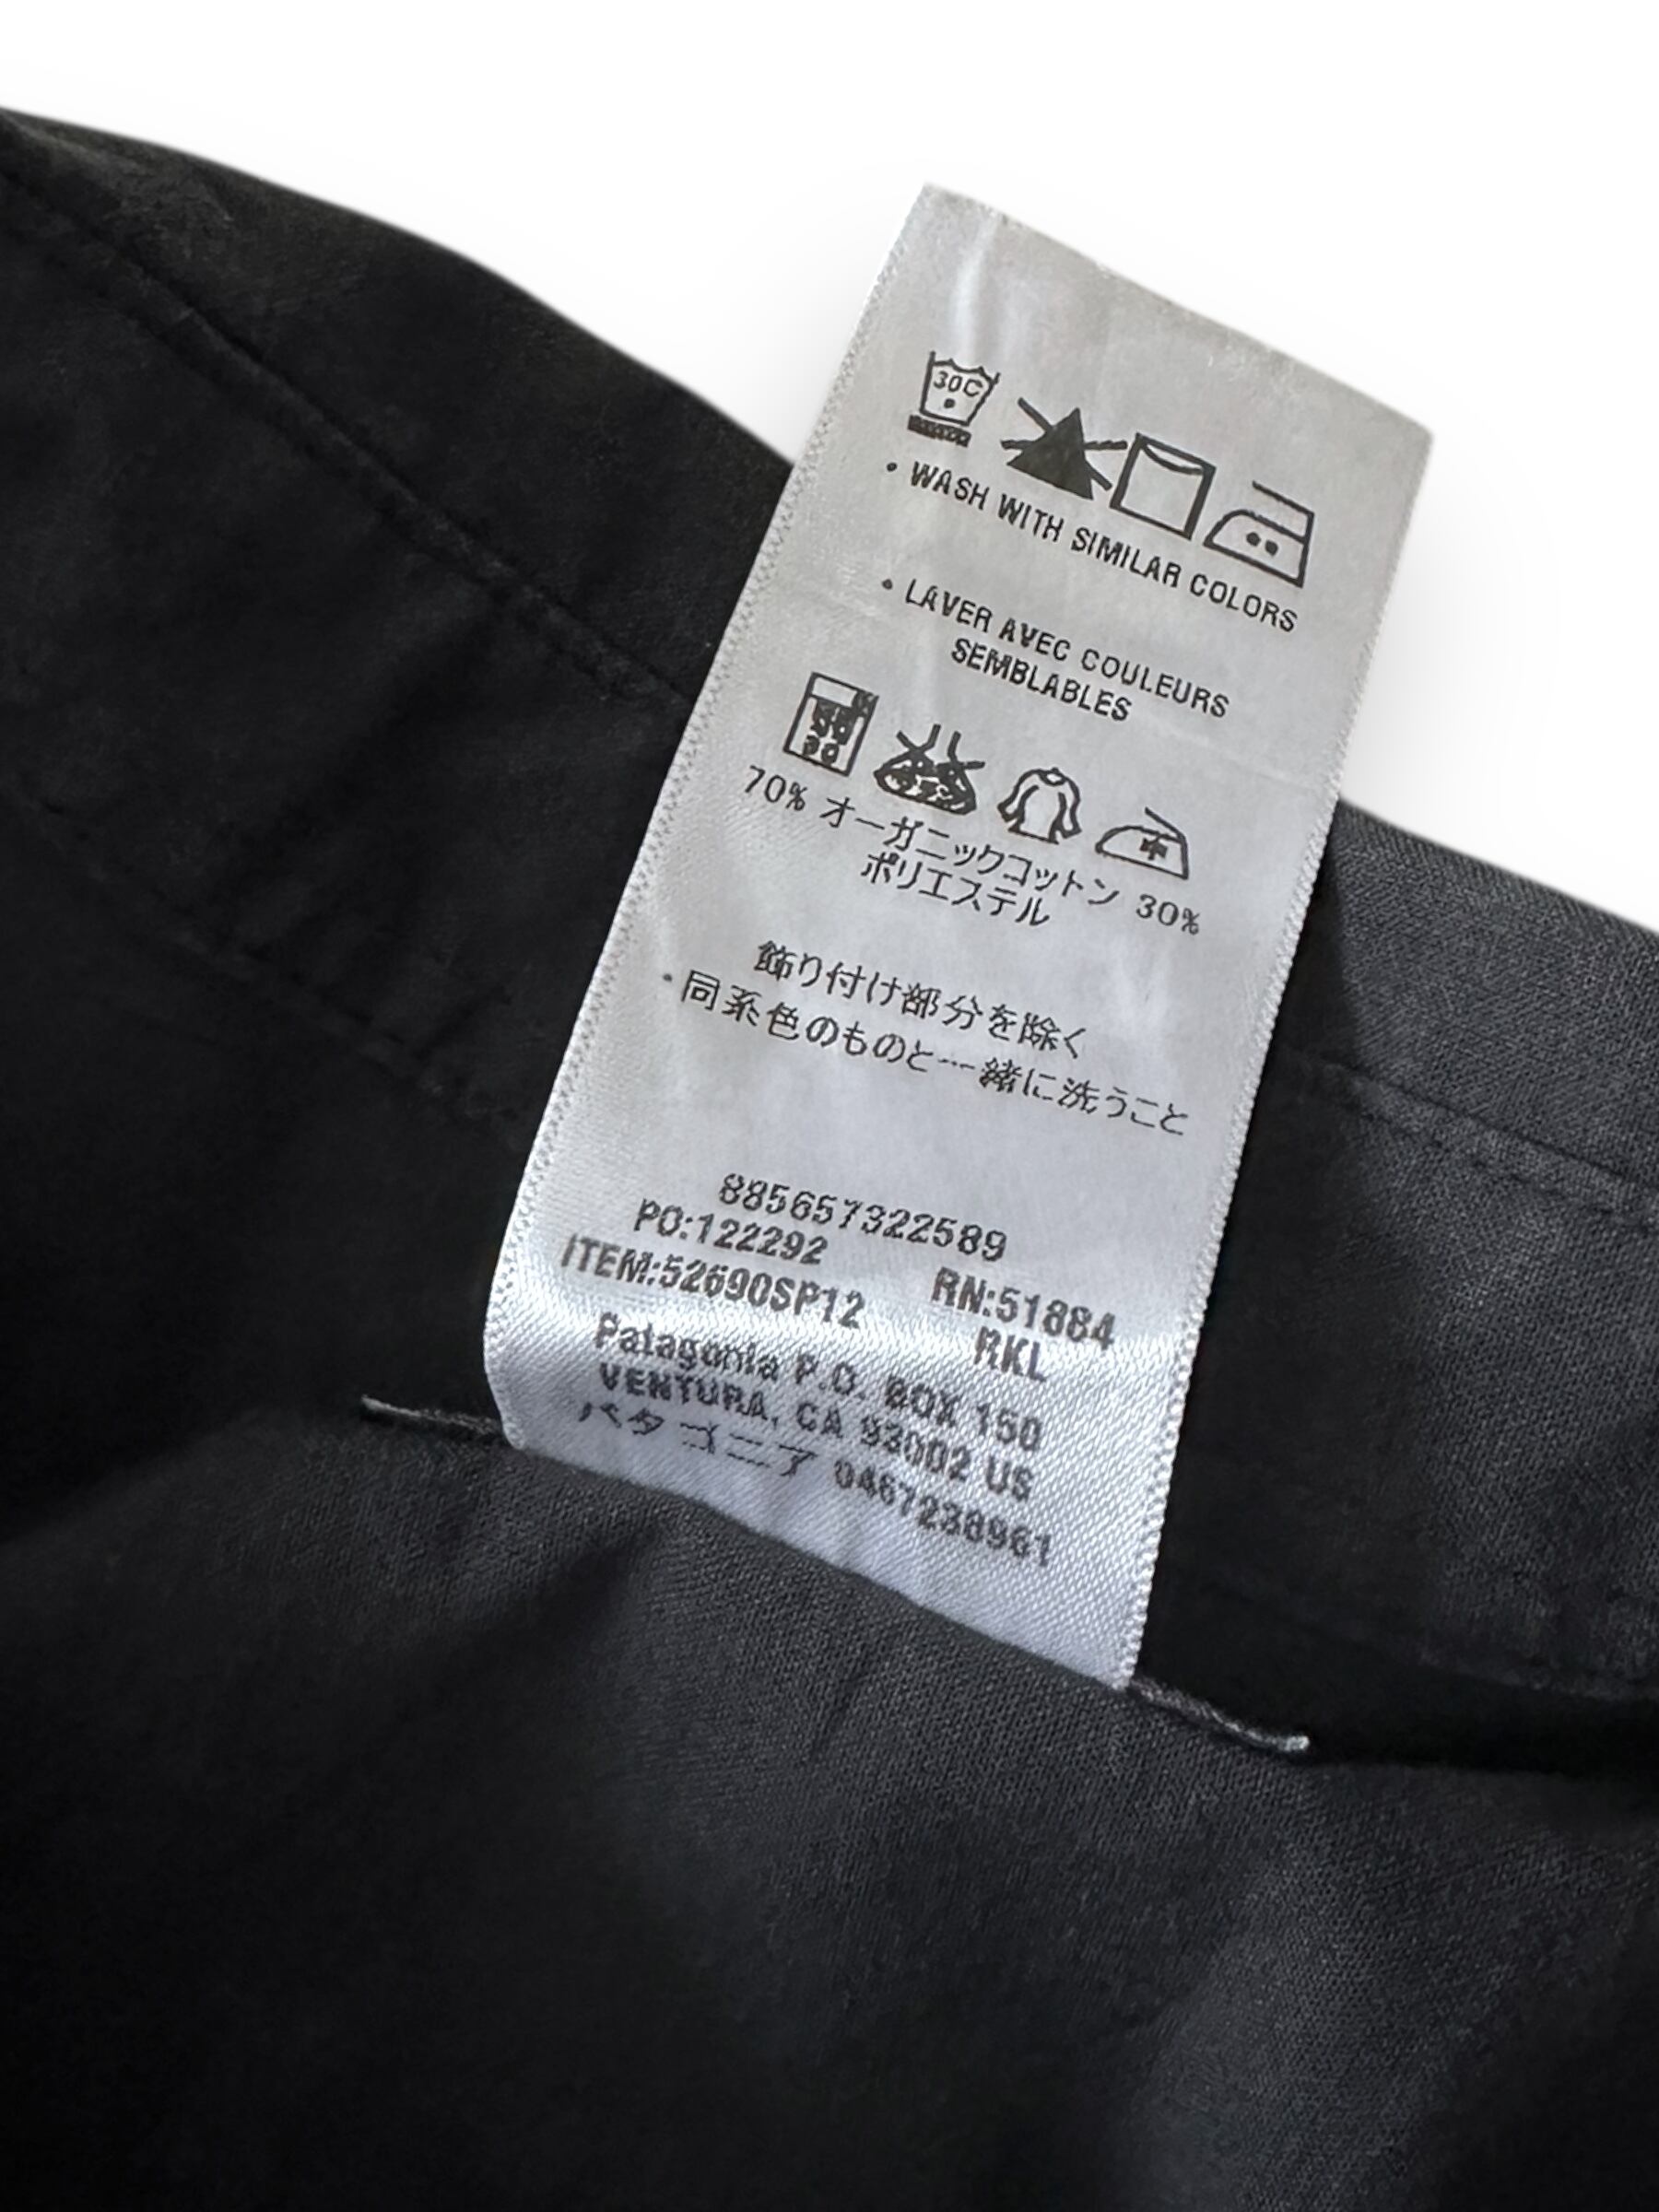 30C
• WASH WITH SIMILAR COLORS
• LAVER AVEC COULEURS
SEMBLABLES
中
70% オーガニックコットン 30%
ポリエステル
飾り付け部分を除く
・同系色のものと一緒に洗うこと
885657322589
PO:122292 RN:51884
ITEM:52690SP12 RKL
Patagonia P.O. BOX 150
VENTURA, CA 93002 US
パタゴニア 0467238961